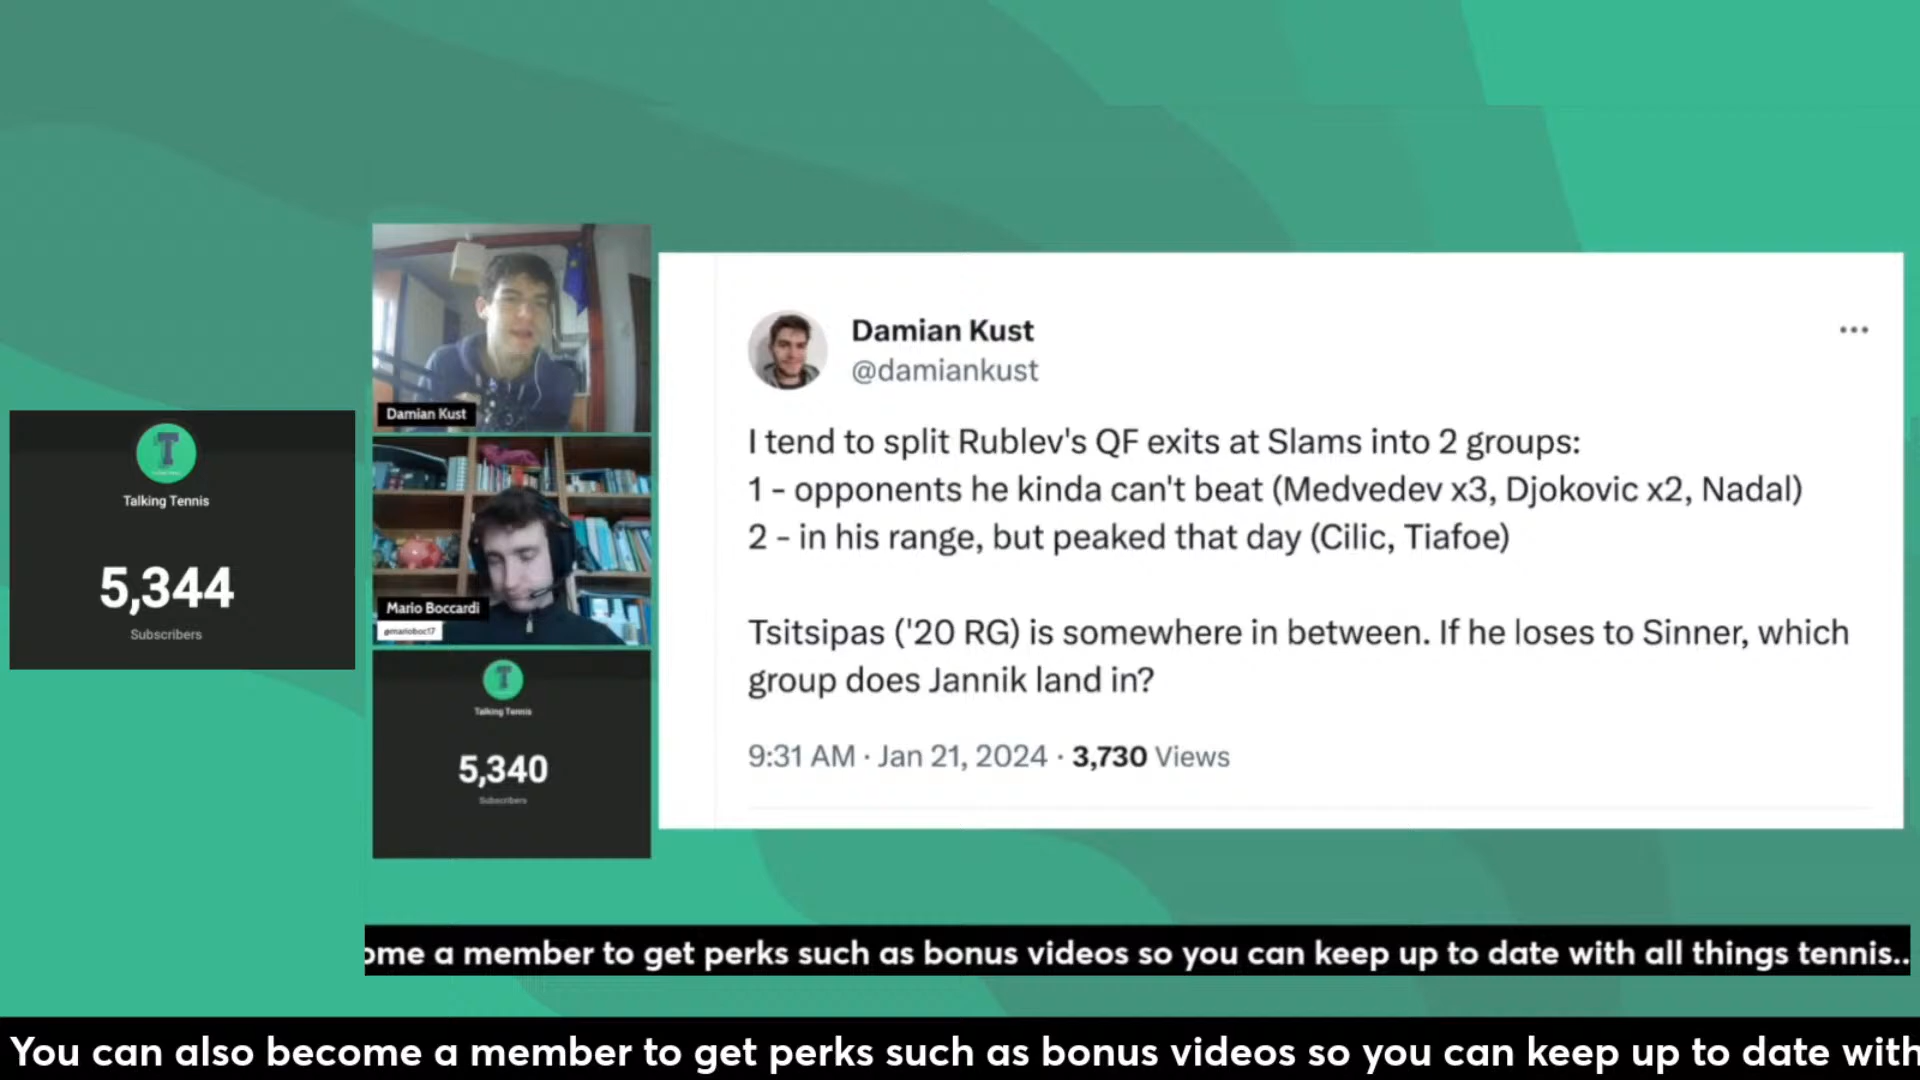 Talking Tennis
5,344
Subscribers
Damian Kust
Mario Boccardi
@marioboc17
Talking Tennis
5,340
Subscribers
Damian Kust
@damiankust
I tend to split Rublev's QF exits at Slams into 2 groups:
1 - opponents he kinda can't beat (Medvedev x3, Djokovic x2, Nadal)
2 - in his range, but peaked that day (Cilic, Tiafoe)
Tsitsipas ('20 RG) is somewhere in between. If he loses to Sinner, which
group does Jannik land in?
9:31 AM · Jan 21, 2024 · 3,730 Views
ome a member to get perks such as bonus videos so you can keep up to date with all things tennis..
You can also become a member to get perks such as bonus videos so you can keep up to date with